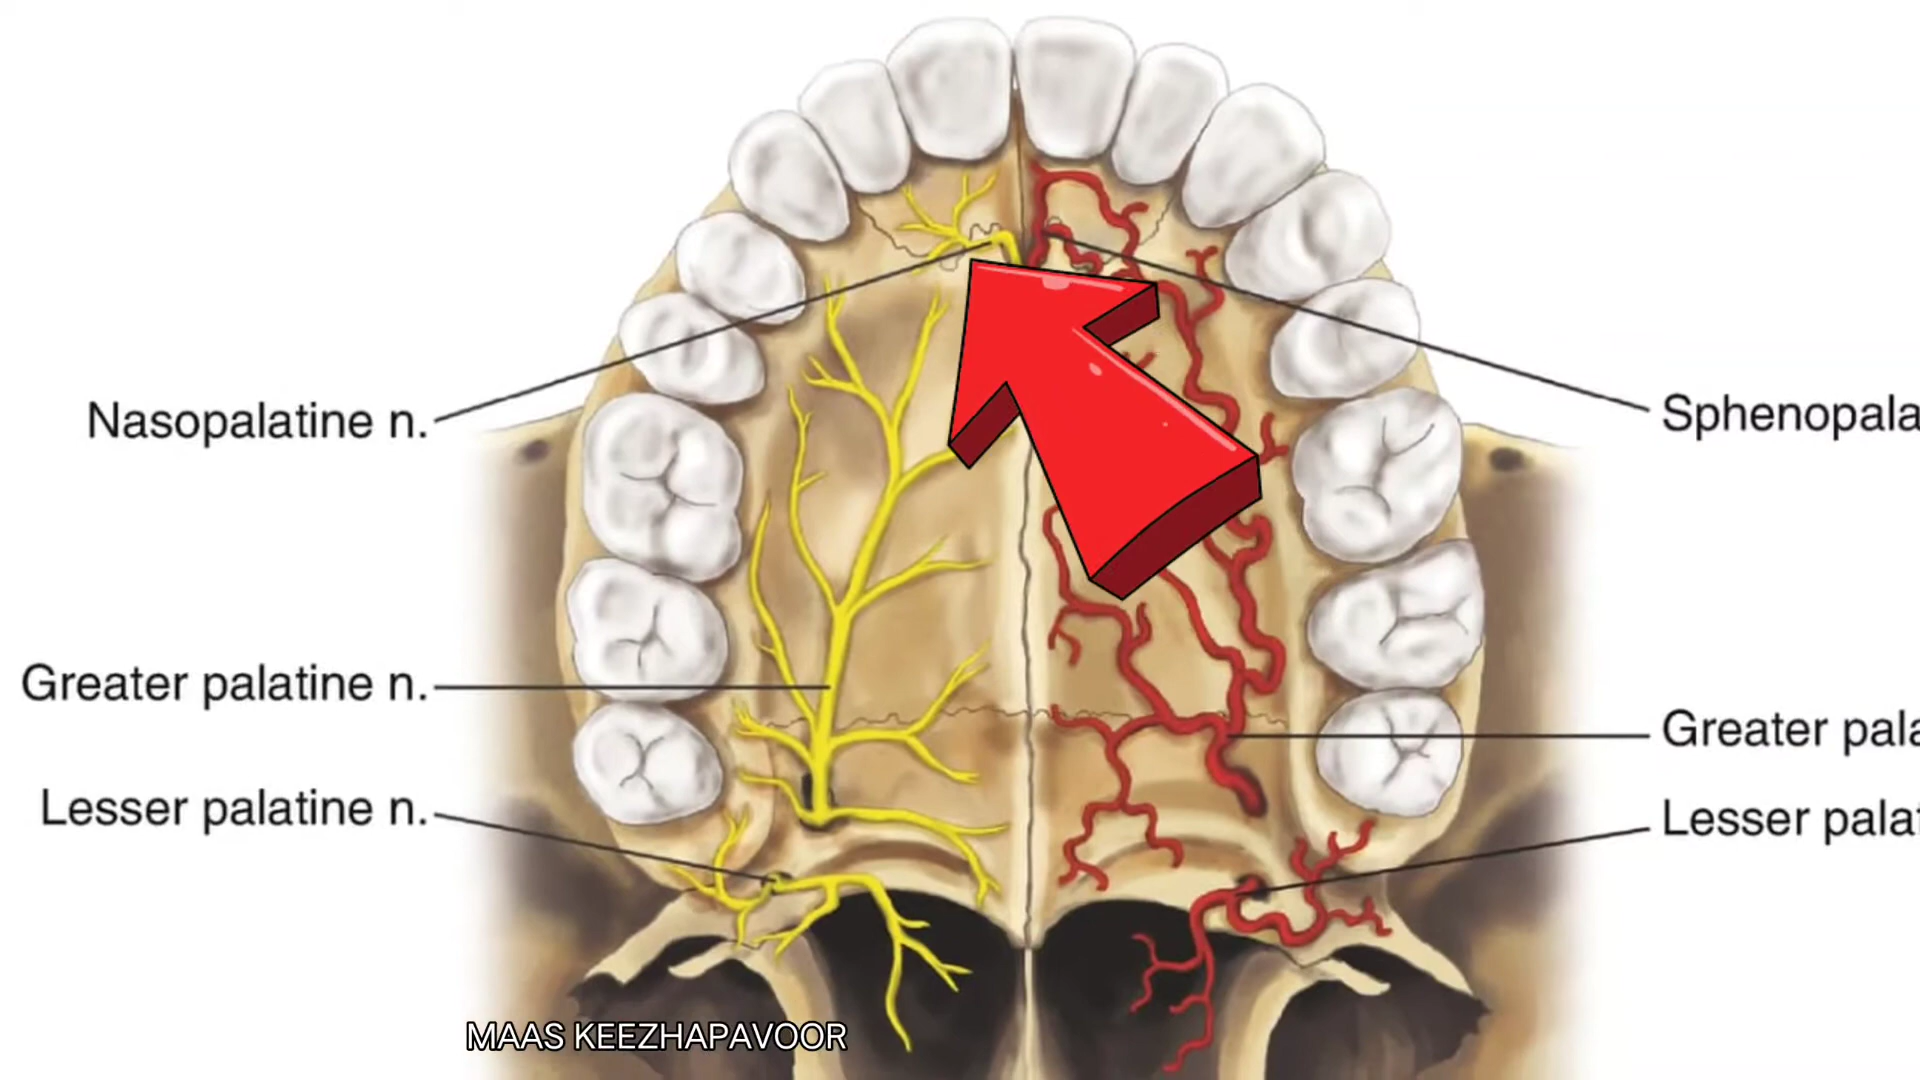 Nasopalatine n.
Sphenopala
Greater palatine n.
Greater pala
Lesser palatine n.
Lesser pala
MAAS KEEZHAPAVOOR